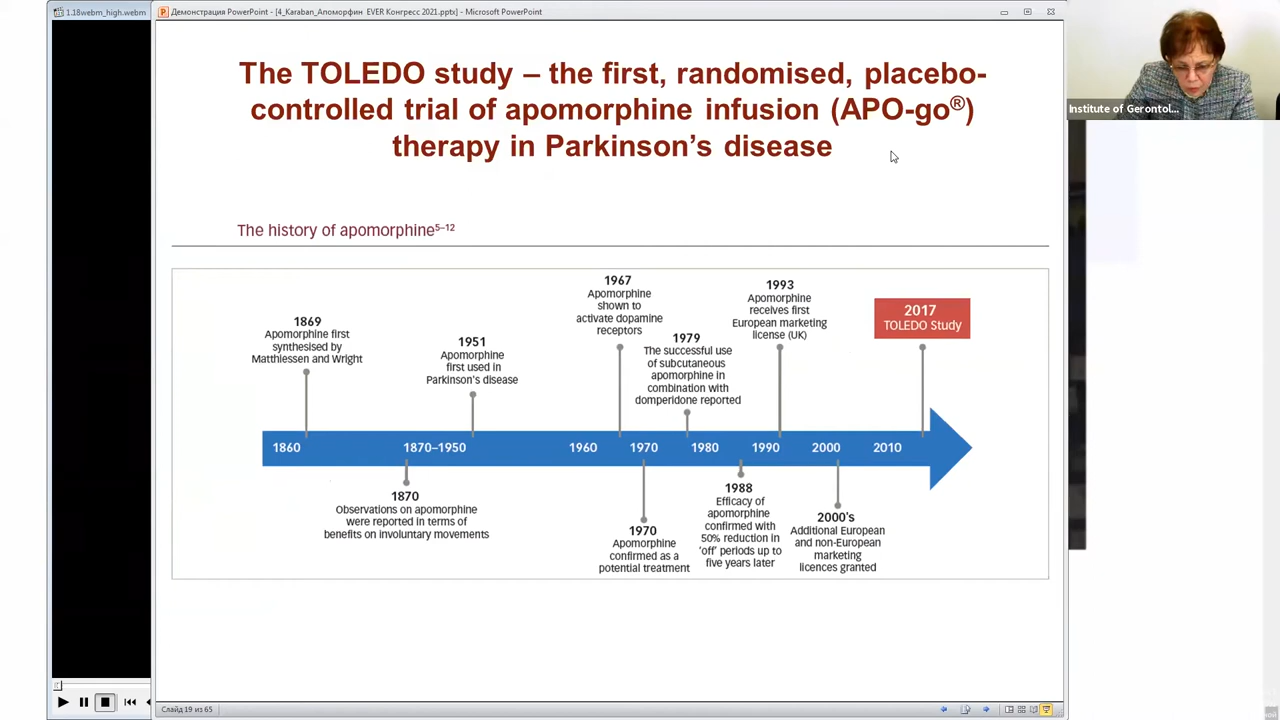 1.18webm_high.webm
Демонстрация PowerPoint - [4_Karaban_Апоморфин EVER Конгресс 2021.pptx] - Microsoft PowerPoint
The TOLEDO study – the first, randomised, placebo-
controlled trial of apomorphine infusion (APO-go®)
therapy in Parkinson's disease
Institute of Gerontol...
The history of apomorphine⁵⁻¹²
1869
Apomorphine first
synthesised by
Matthiessen and Wright
1951
Apomorphine
first used in
Parkinson's disease
1967
Apomorphine
shown to
activate dopamine
receptors
1979
The successful use
of subcutaneous
apomorphine in
combination with
domperidone reported
1993
Apomorphine
receives first
European marketing
license (UK)
2017
TOLEDO Study
1860 1870–1950 1960 1970 1980 1990 2000 2010
1870
Observations on apomorphine
were reported in terms of
benefits on involuntary movements
1970
Apomorphine
confirmed as a
potential treatment
1988
Efficacy of
apomorphine
confirmed with
50% reduction in
'off' periods up to
five years later
2000's
Additional European
and non-European
marketing
licences granted
Слайд 19 из 65